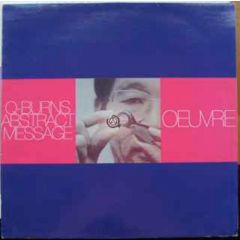 Q-BURNS
ABSTRACT
MESSAGE
OEUVRE